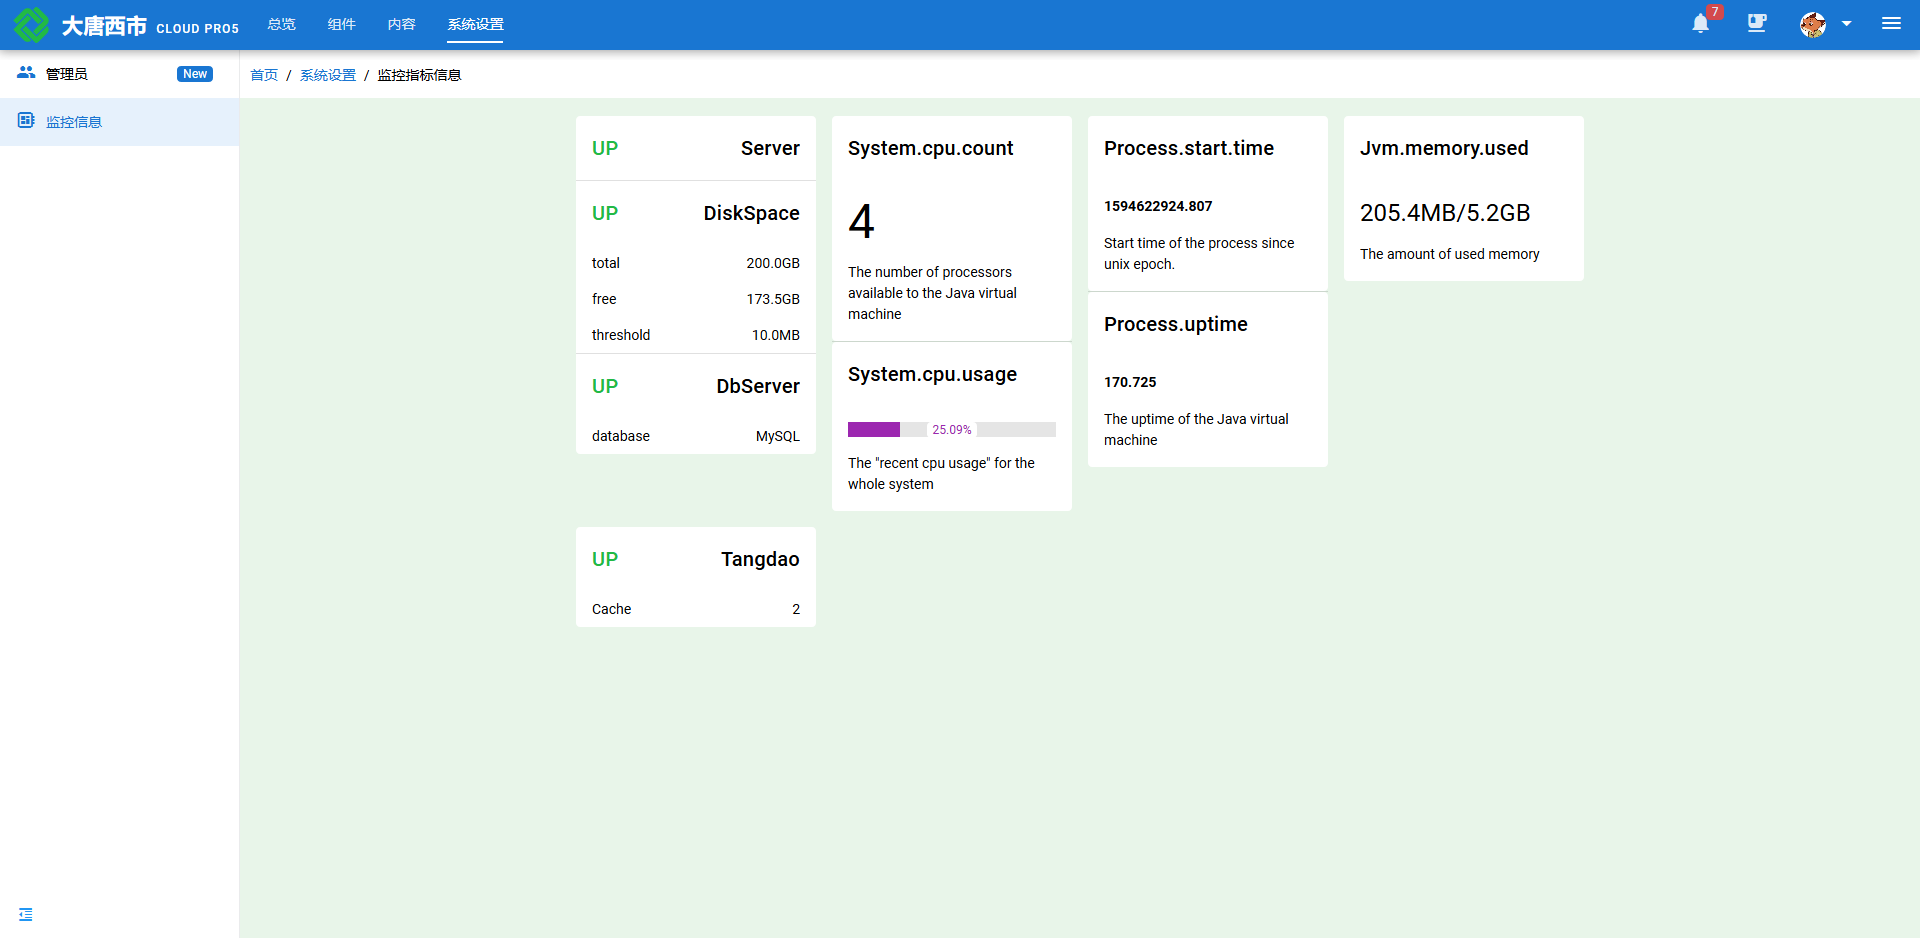 大唐西市 CLOUD PRO5
总览
组件
内容
系统设置
7
管理员
New
监控信息
首页 / 系统设置 / 监控指标信息
UP Server
UP DiskSpace
total 200.0GB
free 173.5GB
threshold 10.0MB
UP DbServer
database MySQL
System.cpu.count
4
The number of processors
available to the Java virtual
machine
System.cpu.usage
25.09%
The "recent cpu usage" for the
whole system
Process.start.time
1594622924.807
Start time of the process since
unix epoch.
Process.uptime
170.725
The uptime of the Java virtual
machine
Jvm.memory.used
205.4MB/5.2GB
The amount of used memory
UP Tangdao
Cache 2